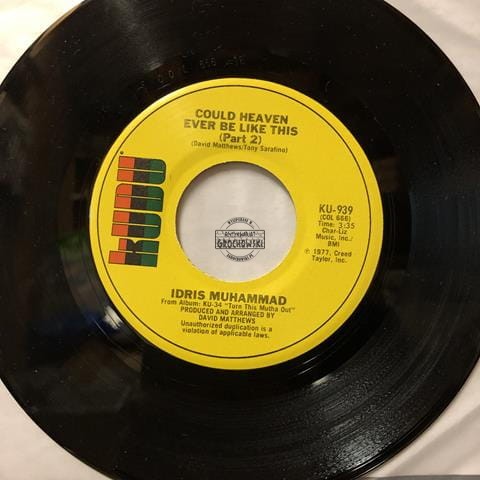 COULD HEAVEN
EVER BE LIKE THIS
(Part 2)
(David Matthews/Tony Sarafino)
KUDU
KU-939
(COL 666)
Time: 3:35
Char-Liz
Music, Inc./
BMI
℗ 1977, Creed
Taylor, Inc.
GROCHOWSKI
IDRIS MUHAMMAD
From Album: KU-34 "Turn This Mutha Out"
PRODUCED AND ARRANGED BY
DAVID MATTHEWS
Unauthorized duplication is a
violation of applicable laws.